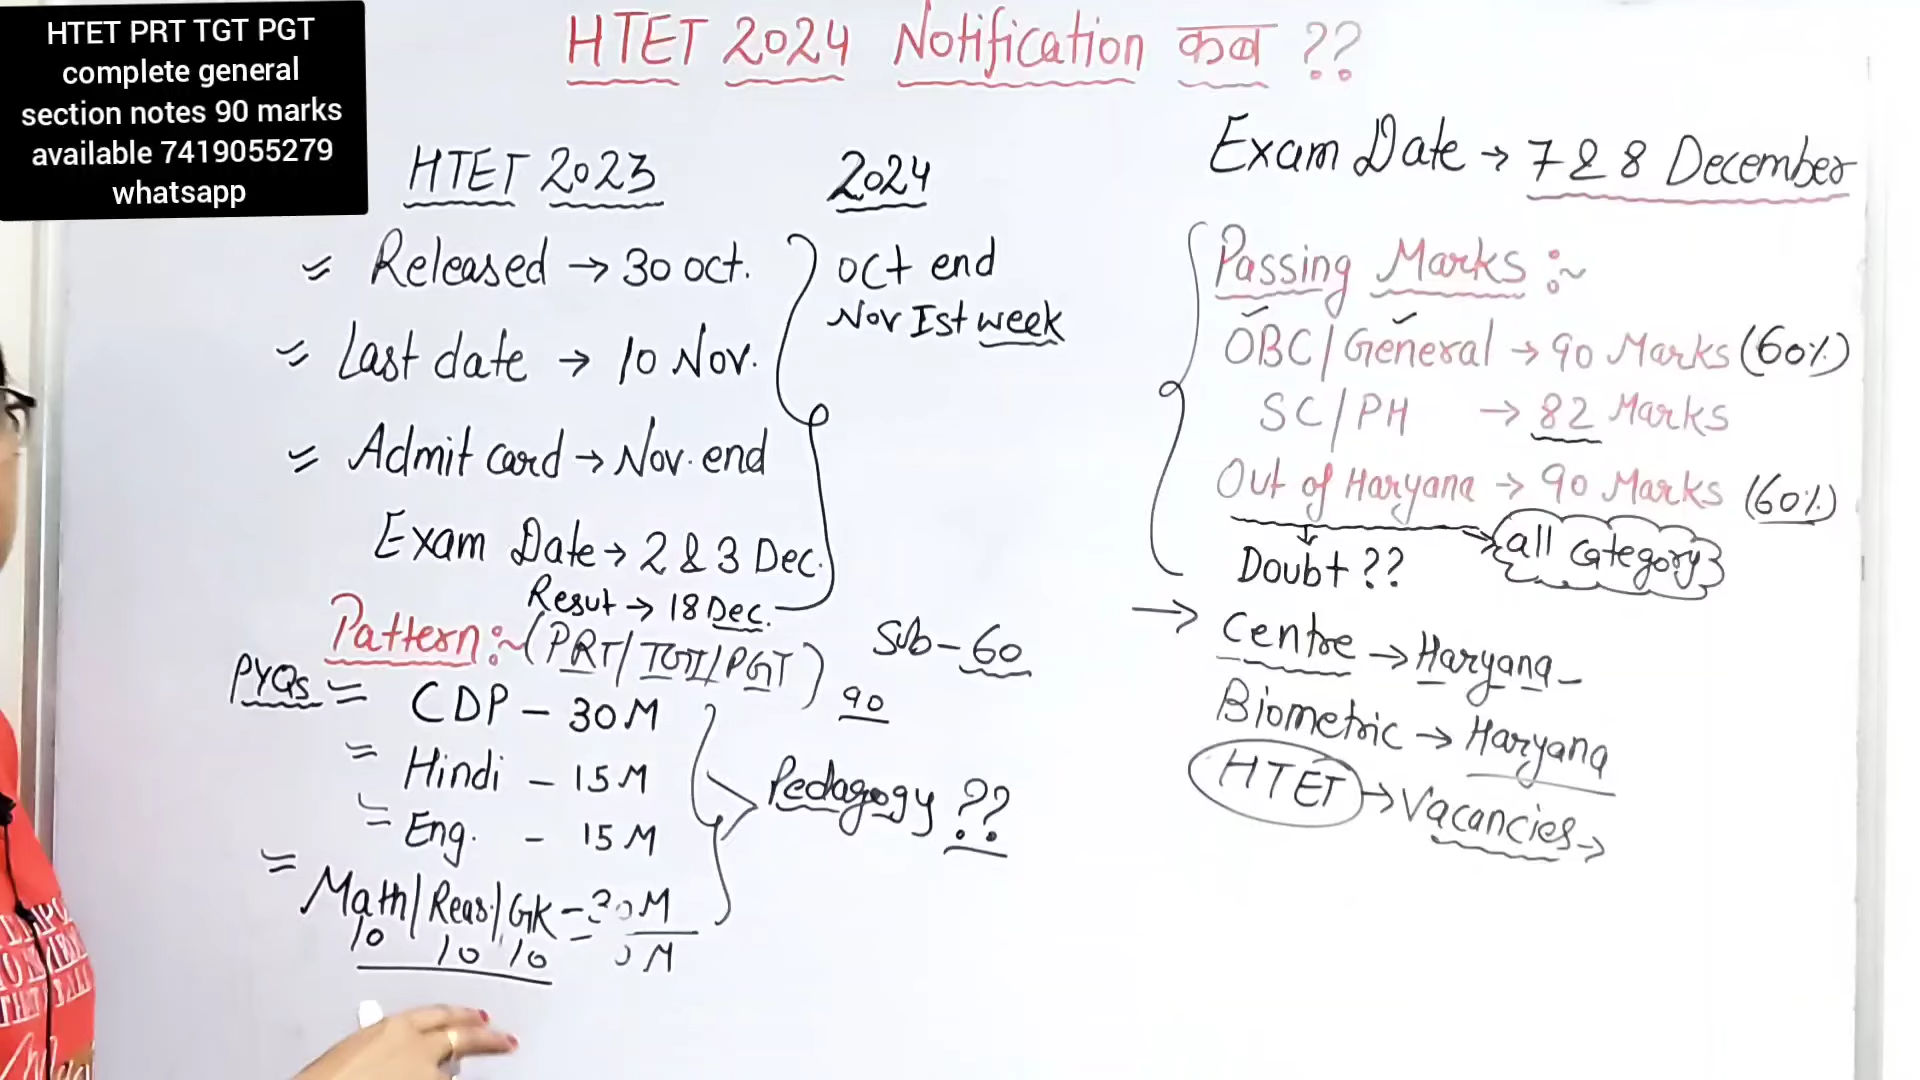 HTET PRT TGT PGT
complete general
section notes 90 marks
available 7419055279
whatsapp
HTET 2024 Notification कब ??
HTET 2023
Released → 30 oct.
Last date → 10 Nov.
Admit card → Nov. end
Exam Date → 2 & 3 Dec.
Resut → 18 Dec.
2024
oct end
Nov Ist week
Pattern :~ (PRT/TGT/PGT)
Sub - 60
90
PYQs
CDP - 30 M
Hindi - 15 M
Eng. - 15 M
Math/Reas./GK - 30 M
10 10 10
Pedagogy ??
Exam Date → 7 & 8 December
Passing Marks :~
OBC/General → 90 Marks (60%)
SC/PH → 82 Marks
Out of Haryana → 90 Marks (60%)
Doubt ??
all category
→ Centre → Haryana
Biometric → Haryana
HTET → Vacancies →